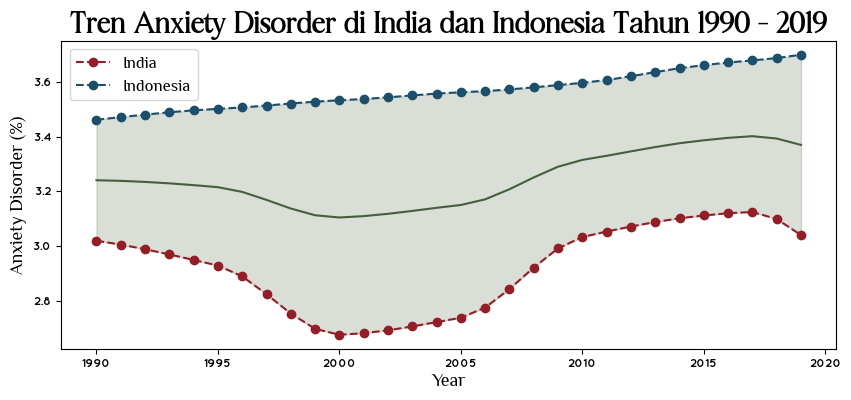 Tren Anxiety Disorder di India dan Indonesia Tahun 1990 - 2019
India
Indonesia
Anxiety Disorder (%)
3.6
3.4
3.2
3.0
2.8
1990 1995 2000 2005 2010 2015 2020
Year